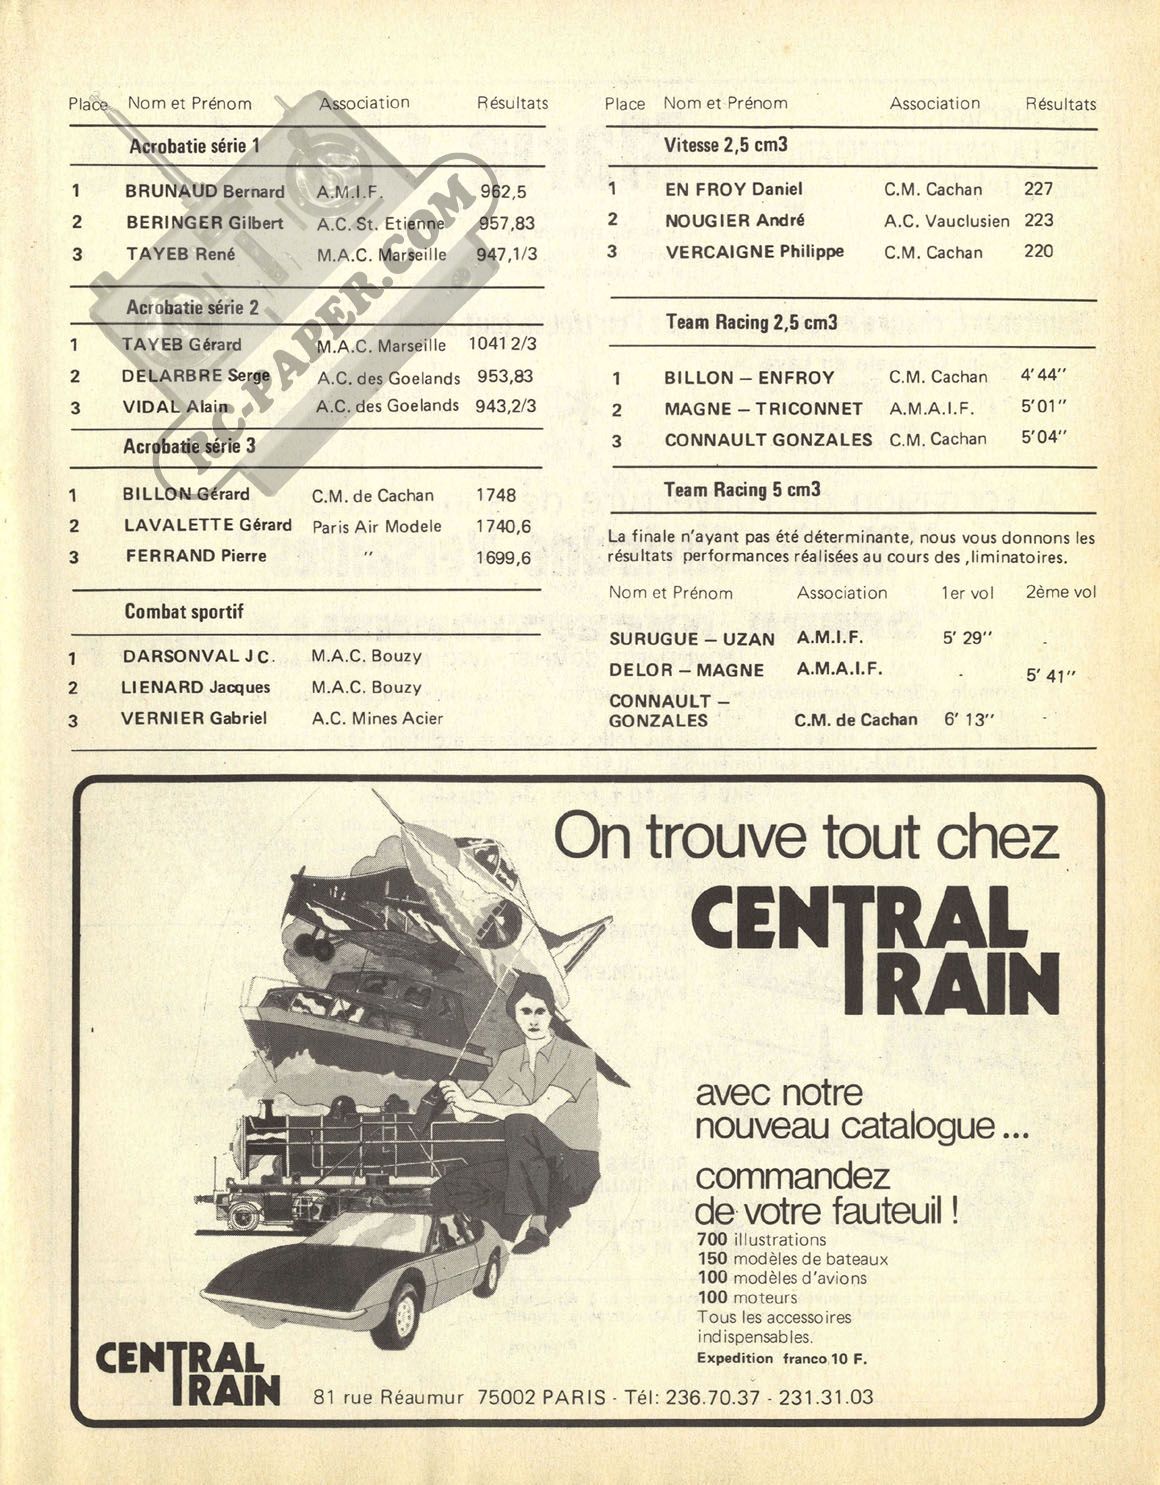 Place Nom et Prénom Association Résultats
Acrobatie série 1
1 BRUNAUD Bernard A.M.I.F. 962,5
2 BERINGER Gilbert A.C. St. Etienne 957,83
3 TAYEB René M.A.C. Marseille 947,1/3
Acrobatie série 2
1 TAYEB Gérard M.A.C. Marseille 1041 2/3
2 DELARBRE Serge A.C. des Goelands 953,83
3 VIDAL Alain A.C. des Goelands 943,2/3
Acrobatie série 3
1 BILLON Gérard C.M. de Cachan 1748
2 LAVALETTE Gérard Paris Air Modele 1740,6
3 FERRAND Pierre ’’ 1699,6
Combat sportif
1 DARSONVAL J C. M.A.C. Bouzy
2 LIENARD Jacques M.A.C. Bouzy
3 VERNIER Gabriel A.C. Mines Acier
RC-PAPER.COM
Place Nom et Prénom Association Résultats
Vitesse 2,5 cm3
1 EN FROY Daniel C.M. Cachan 227
2 NOUGIER André A.C. Vauclusien 223
3 VERCAIGNE Philippe C.M. Cachan 220
Team Racing 2,5 cm3
1 BILLON – ENFROY C.M. Cachan 4’ 44’’
2 MAGNE – TRICONNET A.M.A.I.F. 5’01’’
3 CONNAULT GONZALES C.M. Cachan 5’04’’
Team Racing 5 cm3
La finale n’ayant pas été déterminante, nous vous donnons les
résultats performances réalisées au cours des ,liminatoires.
Nom et Prénom Association 1er vol 2ème vol
SURUGUE – UZAN A.M.I.F. 5’ 29’’ -
DELOR – MAGNE A.M.A.I.F. - 5’ 41’’
CONNAULT –
GONZALES C.M. de Cachan 6’ 13’’ -
On trouve tout chez
CENTRAL
TRAIN
avec notre
nouveau catalogue...
commandez
de votre fauteuil !
700 illustrations
150 modèles de bateaux
100 modèles d’avions
100 moteurs
Tous les accessoires
indispensables.
Expedition franco 10 F.
CENTRAL
TRAIN
81 rue Réaumur 75002 PARIS - Tél: 236.70.37 - 231.31.03